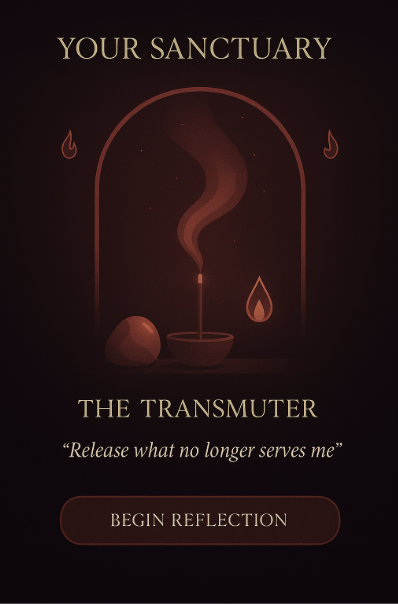 YOUR SANCTUARY
THE TRANSMUTER
“Release what no longer serves me”
BEGIN REFLECTION